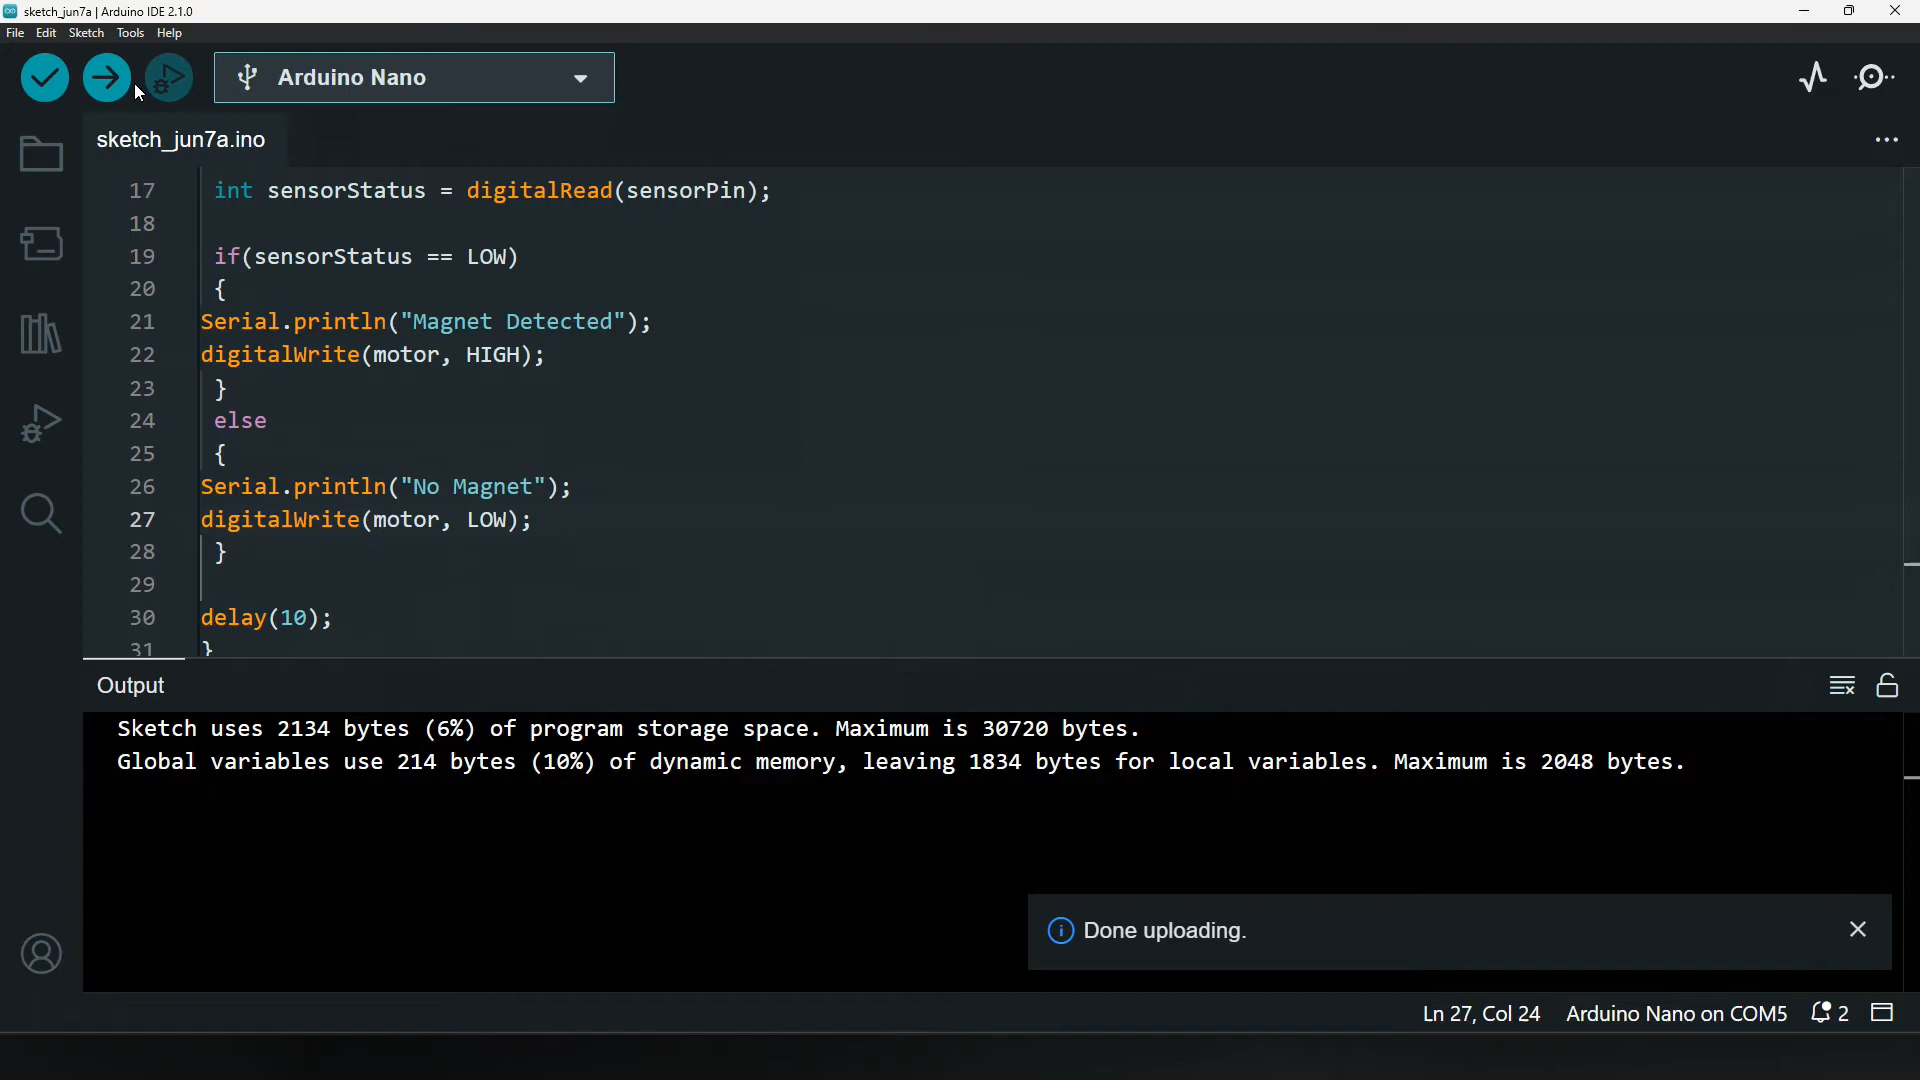 sketch_jun7a | Arduino IDE 2.1.0
File Edit Sketch Tools Help
Arduino Nano
sketch_jun7a.ino
17 int sensorStatus = digitalRead(sensorPin);
18
19 if(sensorStatus == LOW)
20 {
21 Serial.println("Magnet Detected");
22 digitalWrite(motor, HIGH);
23 }
24 else
25 {
26 Serial.println("No Magnet");
27 digitalWrite(motor, LOW);
28 }
29
30 delay(10);
31 }
Output
Sketch uses 2134 bytes (6%) of program storage space. Maximum is 30720 bytes.
Global variables use 214 bytes (10%) of dynamic memory, leaving 1834 bytes for local variables. Maximum is 2048 bytes.
Done uploading.
Ln 27, Col 24 Arduino Nano on COM5 2